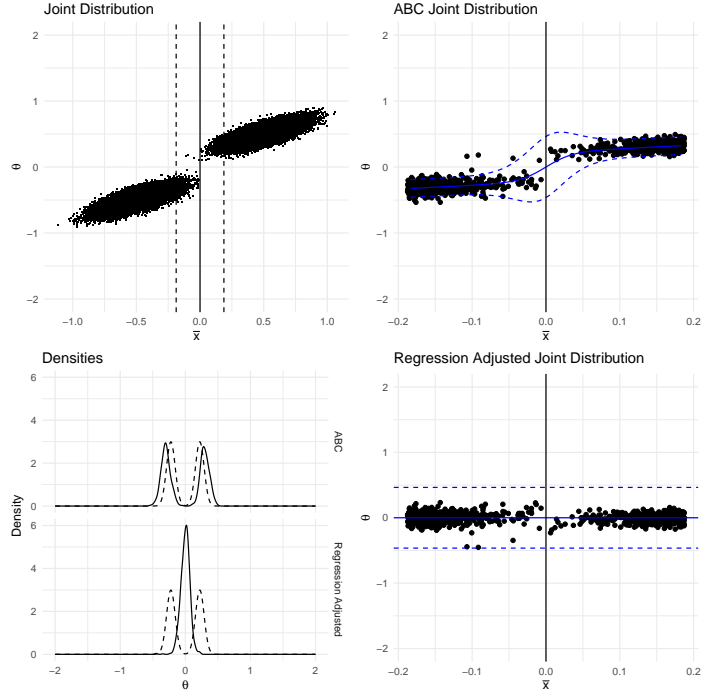 Joint Distribution
2
1
0
−1
−2
θ
−1.0 −0.5 0.0 0.5 1.0
x̅
ABC Joint Distribution
2
1
0
−1
−2
θ
−0.2 −0.1 0.0 0.1 0.2
x̅
Densities
6
4
2
0
ABC
6
4
2
0
Regression Adjusted
Density
−2 −1 0 1 2
θ
Regression Adjusted Joint Distribution
2
1
0
−1
−2
θ
−0.2 −0.1 0.0 0.1 0.2
x̅